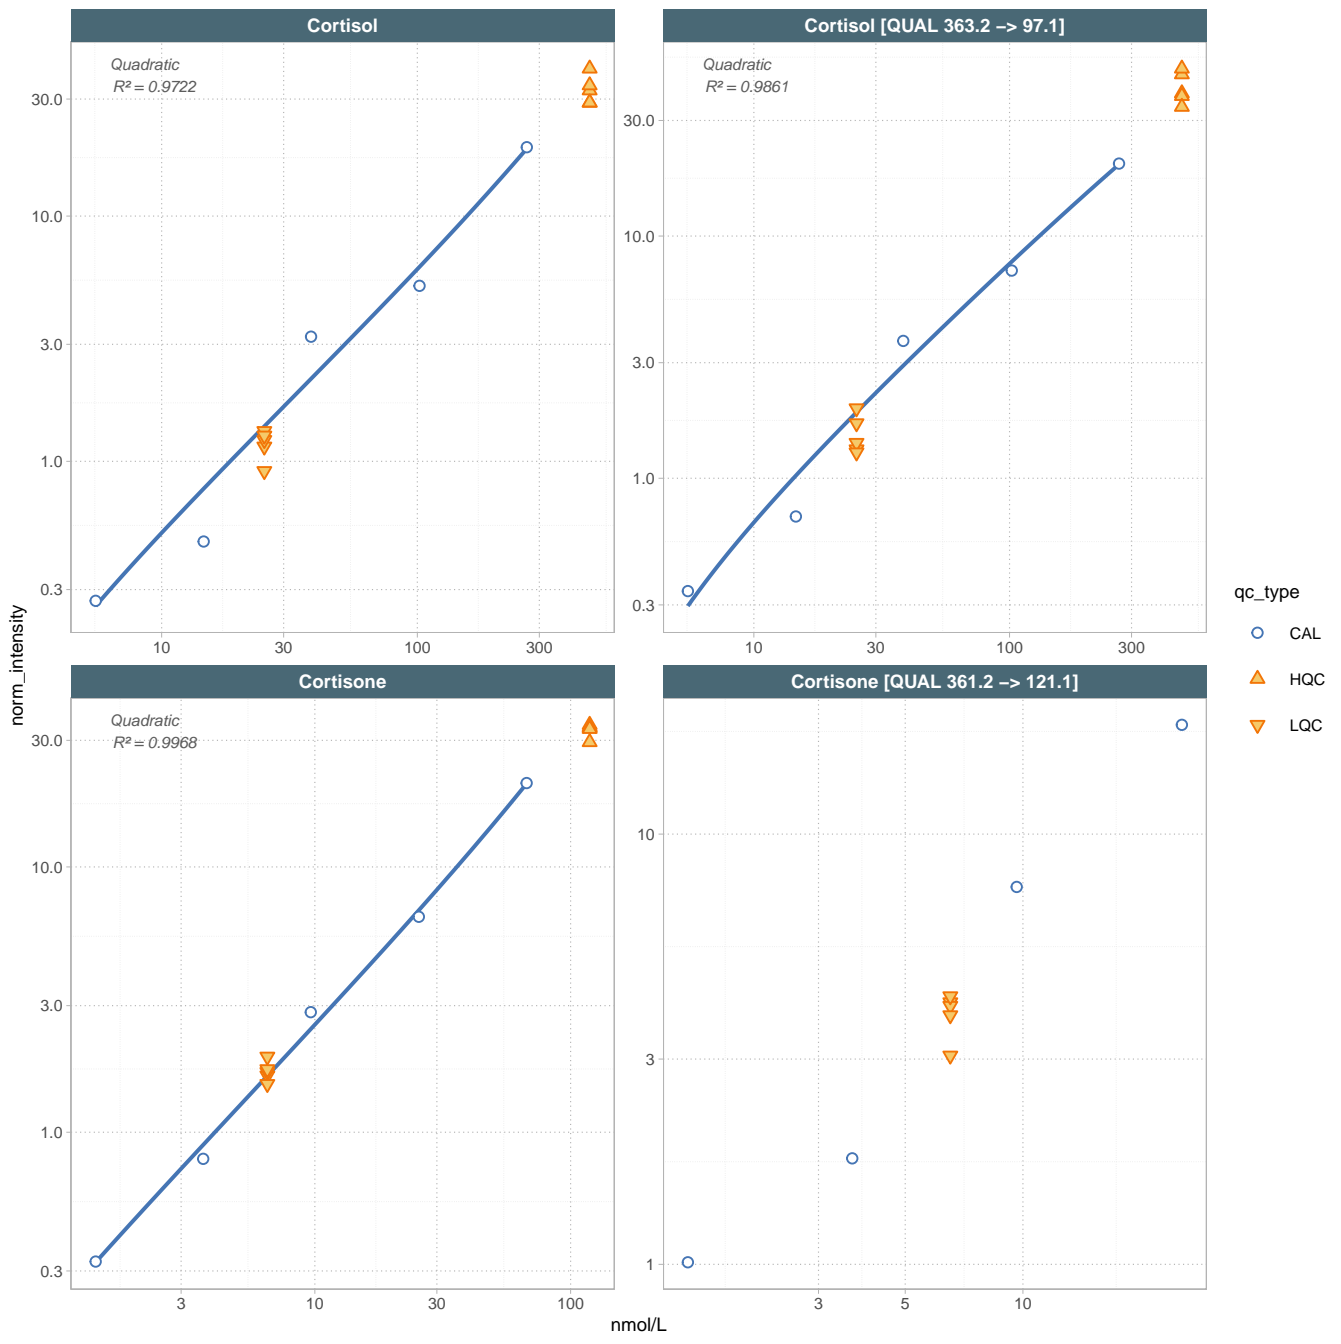 Cortisol
Cortisol [QUAL 363.2 −> 97.1]
Quadratic
R² = 0.9722
Quadratic
R² = 0.9861
30.0
10.0
3.0
1.0
0.3
30.0
10.0
3.0
1.0
0.3
10 30 100 300
10 30 100 300
Cortisone
Cortisone [QUAL 361.2 −> 121.1]
Quadratic
R² = 0.9968
30.0
10.0
3.0
1.0
0.3
10
3
1
3 10 30 100
3 5 10
norm_intensity
nmol/L
qc_type
CAL
HQC
LQC